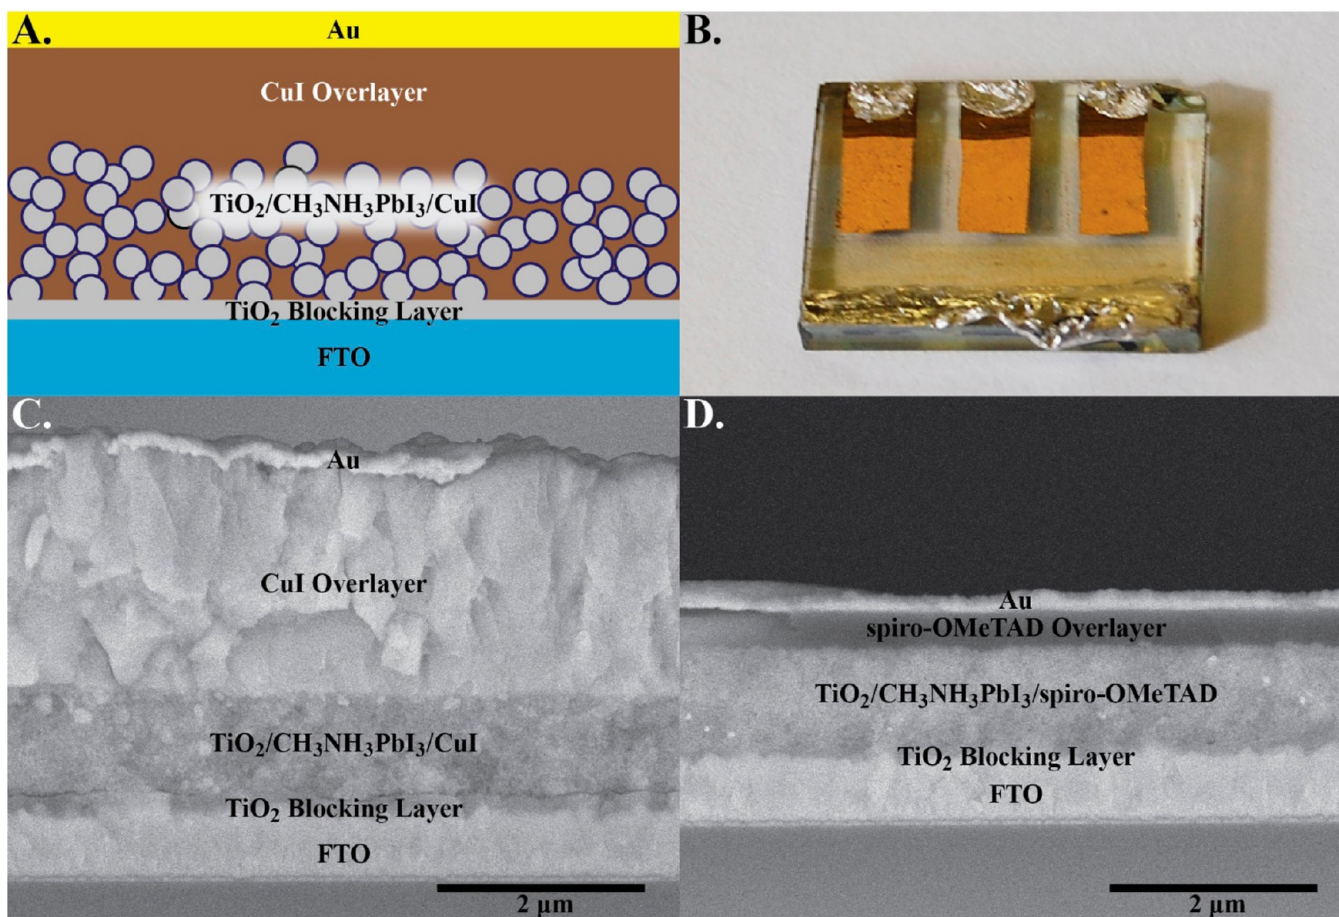 A.
Au
CuI Overlayer
TiO₂/CH₃NH₃PbI₃/CuI
TiO₂ Blocking Layer
FTO
B.
C.
Au
CuI Overlayer
TiO₂/CH₃NH₃PbI₃/CuI
TiO₂ Blocking Layer
FTO
2 µm
D.
Au
spiro-OMeTAD Overlayer
TiO₂/CH₃NH₃PbI₃/spiro-OMeTAD
TiO₂ Blocking Layer
FTO
2 µm